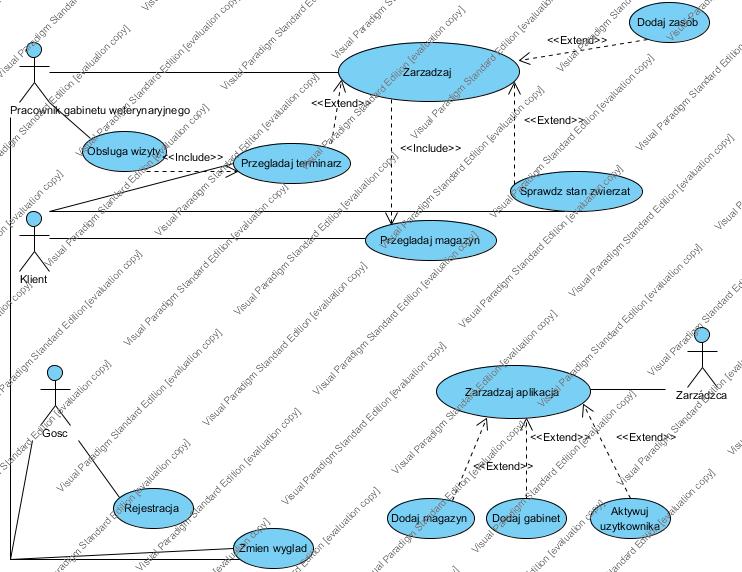 Dodaj zasób
<<Extend>>
Zarzadzaj
<<Extend>>
Pracownik gabinetu weterynaryjnego
<<Extend>>
<<Include>>
Obsluga wizyty
<<Include>>
Przegladaj terminarz
Sprawdz stan zwierzat
Przegladaj magazyn
Klient
Zarzadzaj aplikacja
Zarządzca
Gosc
<<Extend>>
<<Extend>>
<<Extend>>
Rejestracja
Dodaj magazyn
Dodaj gabinet
Aktywuj
uzytkownika
Zmien wyglad
Visual Paradigm Standard Edition [evaluation copy]